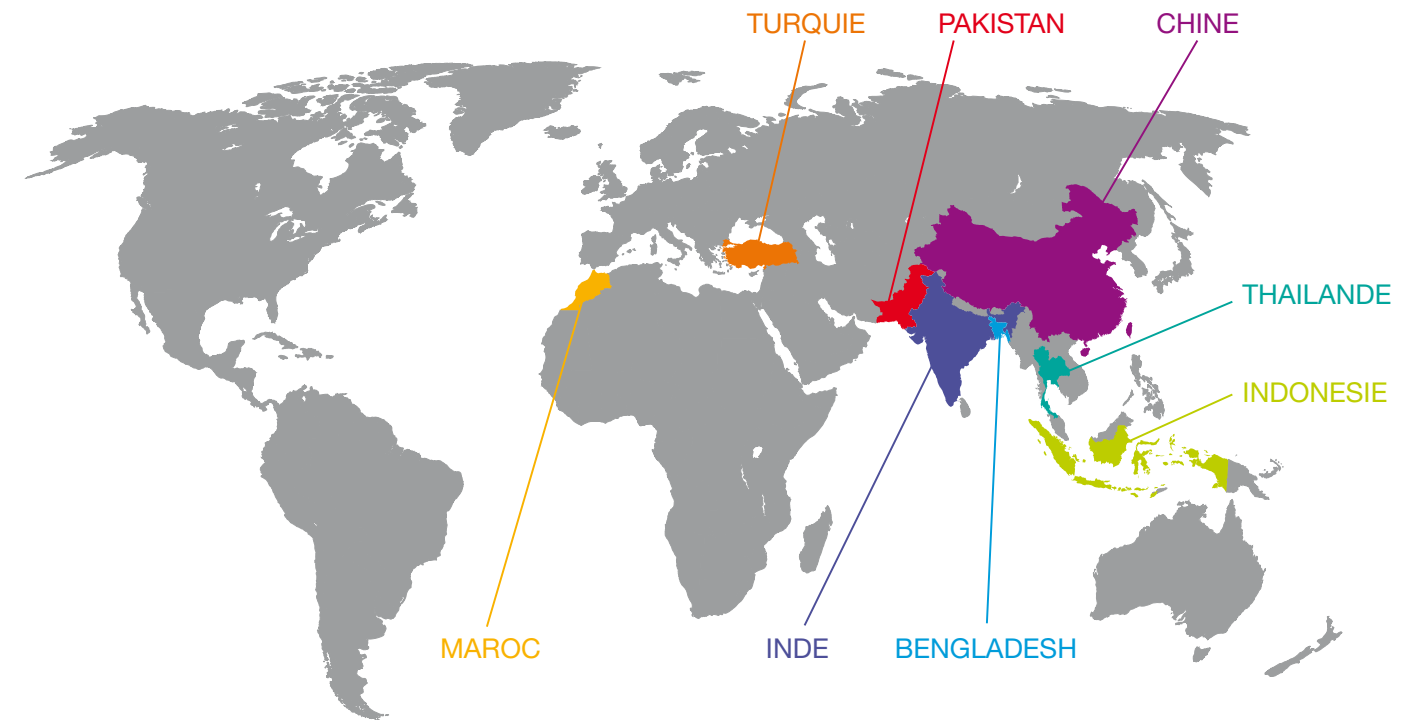 TURQUIE
PAKISTAN
CHINE
THAILANDE
INDONESIE
MAROC
INDE
BENGLADESH